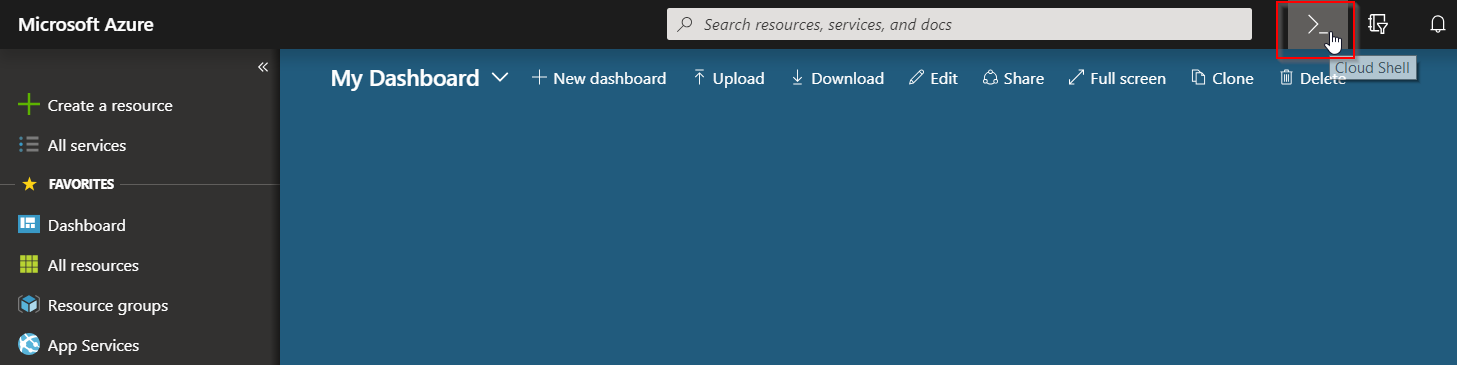 Microsoft Azure
Search resources, services, and docs
Cloud Shell
My Dashboard
New dashboard
Upload
Download
Edit
Share
Full screen
Clone
Delete
Create a resource
All services
FAVORITES
Dashboard
All resources
Resource groups
App Services